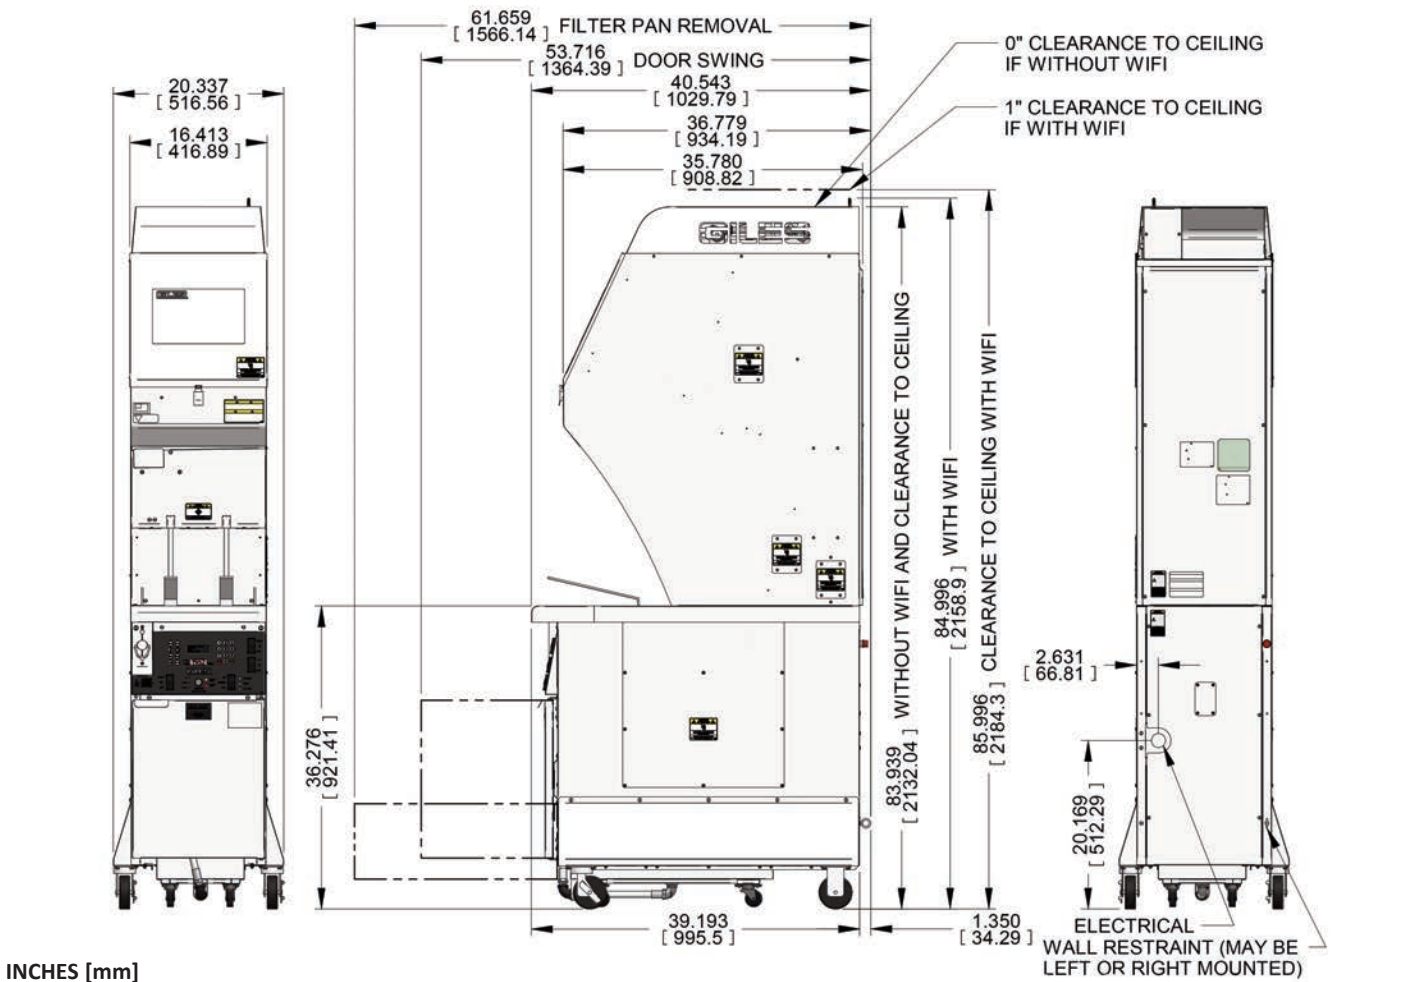 61.659
[ 1566.14 ] FILTER PAN REMOVAL
53.716
[ 1364.39 ] DOOR SWING
40.543
[ 1029.79 ]
36.779
[ 934.19 ]
35.780
[ 908.82 ]
0" CLEARANCE TO CEILING
IF WITHOUT WIFI
1" CLEARANCE TO CEILING
IF WITH WIFI
20.337
[ 516.56 ]
16.413
[ 416.89 ]
GILES
83.939
[ 2132.04 ] WITHOUT WIFI AND CLEARANCE TO CEILING
84.996
[ 2158.9 ] WITH WIFI
85.996
[ 2184.3 ] CLEARANCE TO CEILING WITH WIFI
36.276
[ 921.41 ]
2.631
[ 66.81 ]
20.169
[ 512.29 ]
39.193
[ 995.5 ]
1.350
[ 34.29 ]
ELECTRICAL
WALL RESTRAINT (MAY BE
LEFT OR RIGHT MOUNTED)
INCHES [mm]